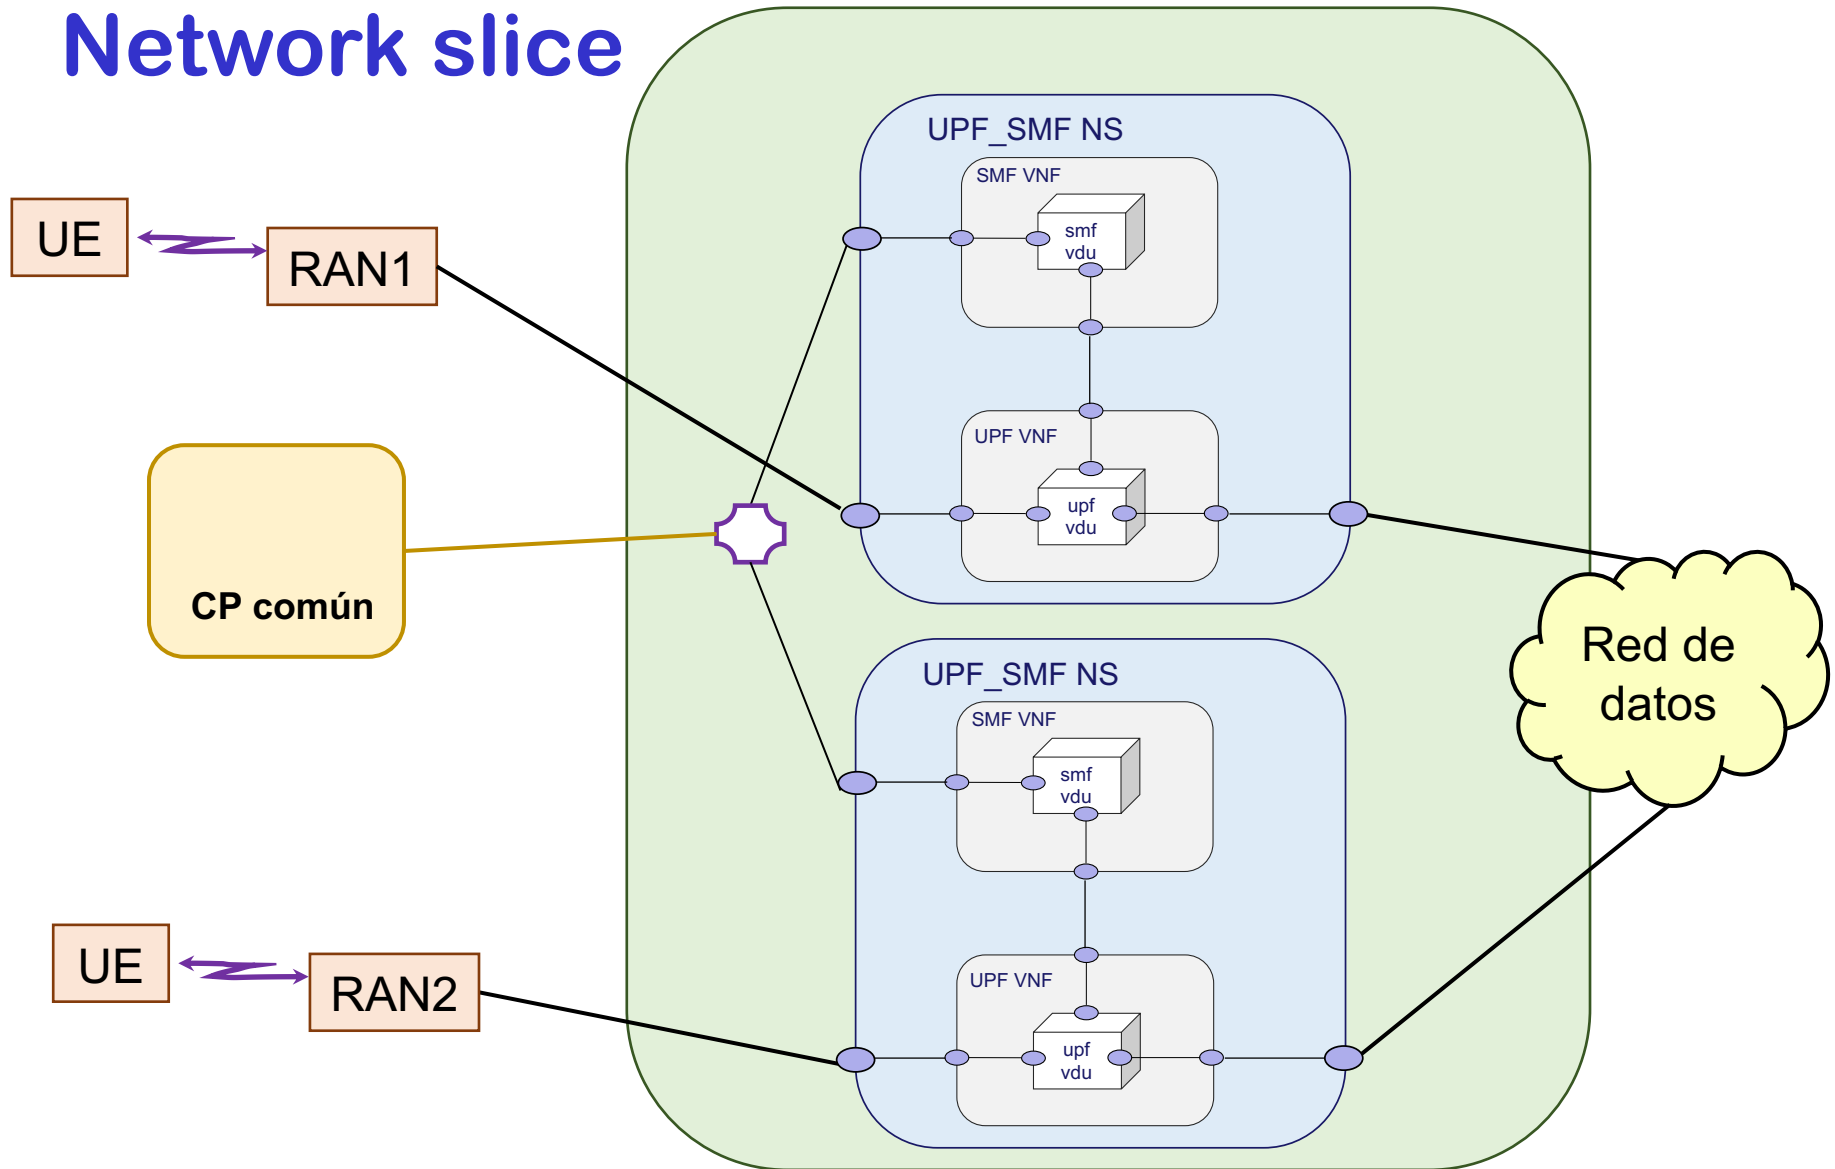 Network slice
UPF_SMF NS
SMF VNF
smf
vdu
UE
RAN1
UPF VNF
upf
vdu
CP común
Red de
datos
UPF_SMF NS
SMF VNF
smf
vdu
UE
RAN2
UPF VNF
upf
vdu